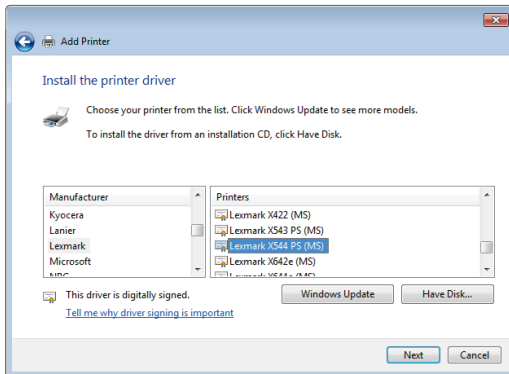 Add Printer
Install the printer driver
Choose your printer from the list. Click Windows Update to see more models.
To install the driver from an installation CD, click Have Disk.
Manufacturer
Kyocera
Lanier
Lexmark
Microsoft
Printers
Lexmark X422 (MS)
Lexmark X543 PS (MS)
Lexmark X544 PS (MS)
Lexmark X642e (MS)
This driver is digitally signed.
Tell me why driver signing is important
Windows Update
Have Disk...
Next
Cancel